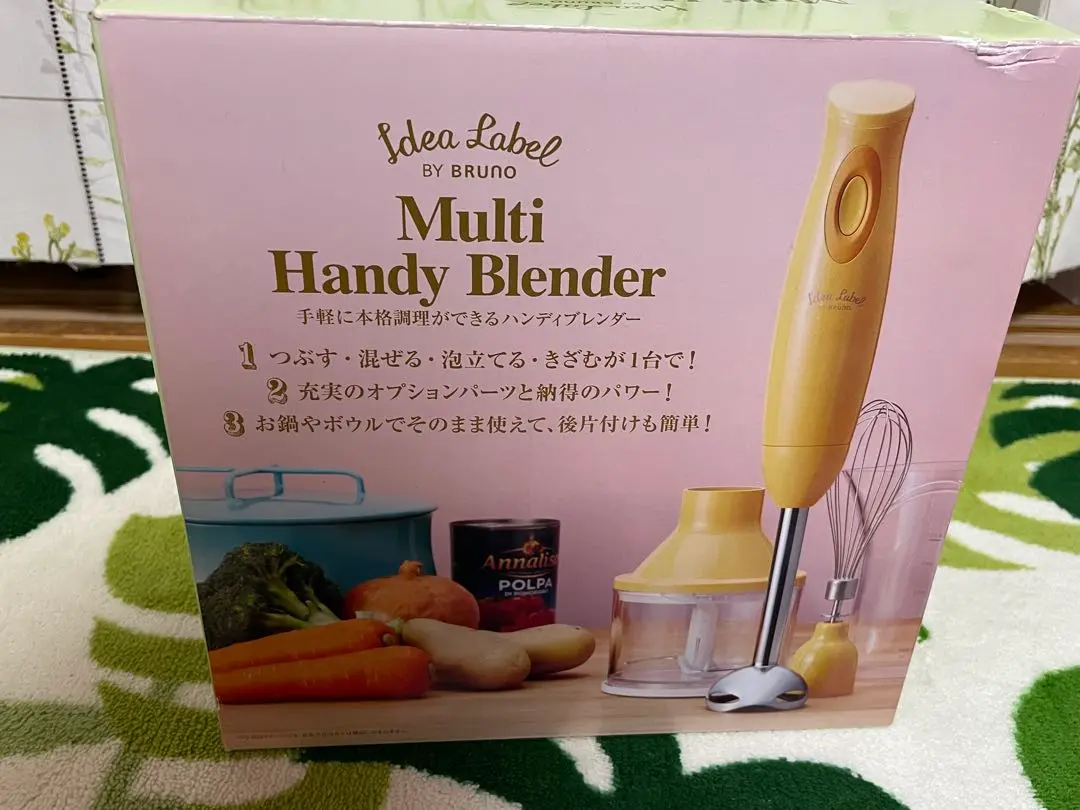 Idea Label
BY BRUNO
Multi
Handy Blender
手軽に本格調理ができるハンディブレンダー
1 つぶす・混ぜる・泡立てる・きざむが1台で!
2 充実のオプションパーツと納得のパワー!
3 お鍋やボウルでそのまま使えて、後片付けも簡単!
Idea Label
BY BRUNO
Annalisa
POLPA
DI POMODORO